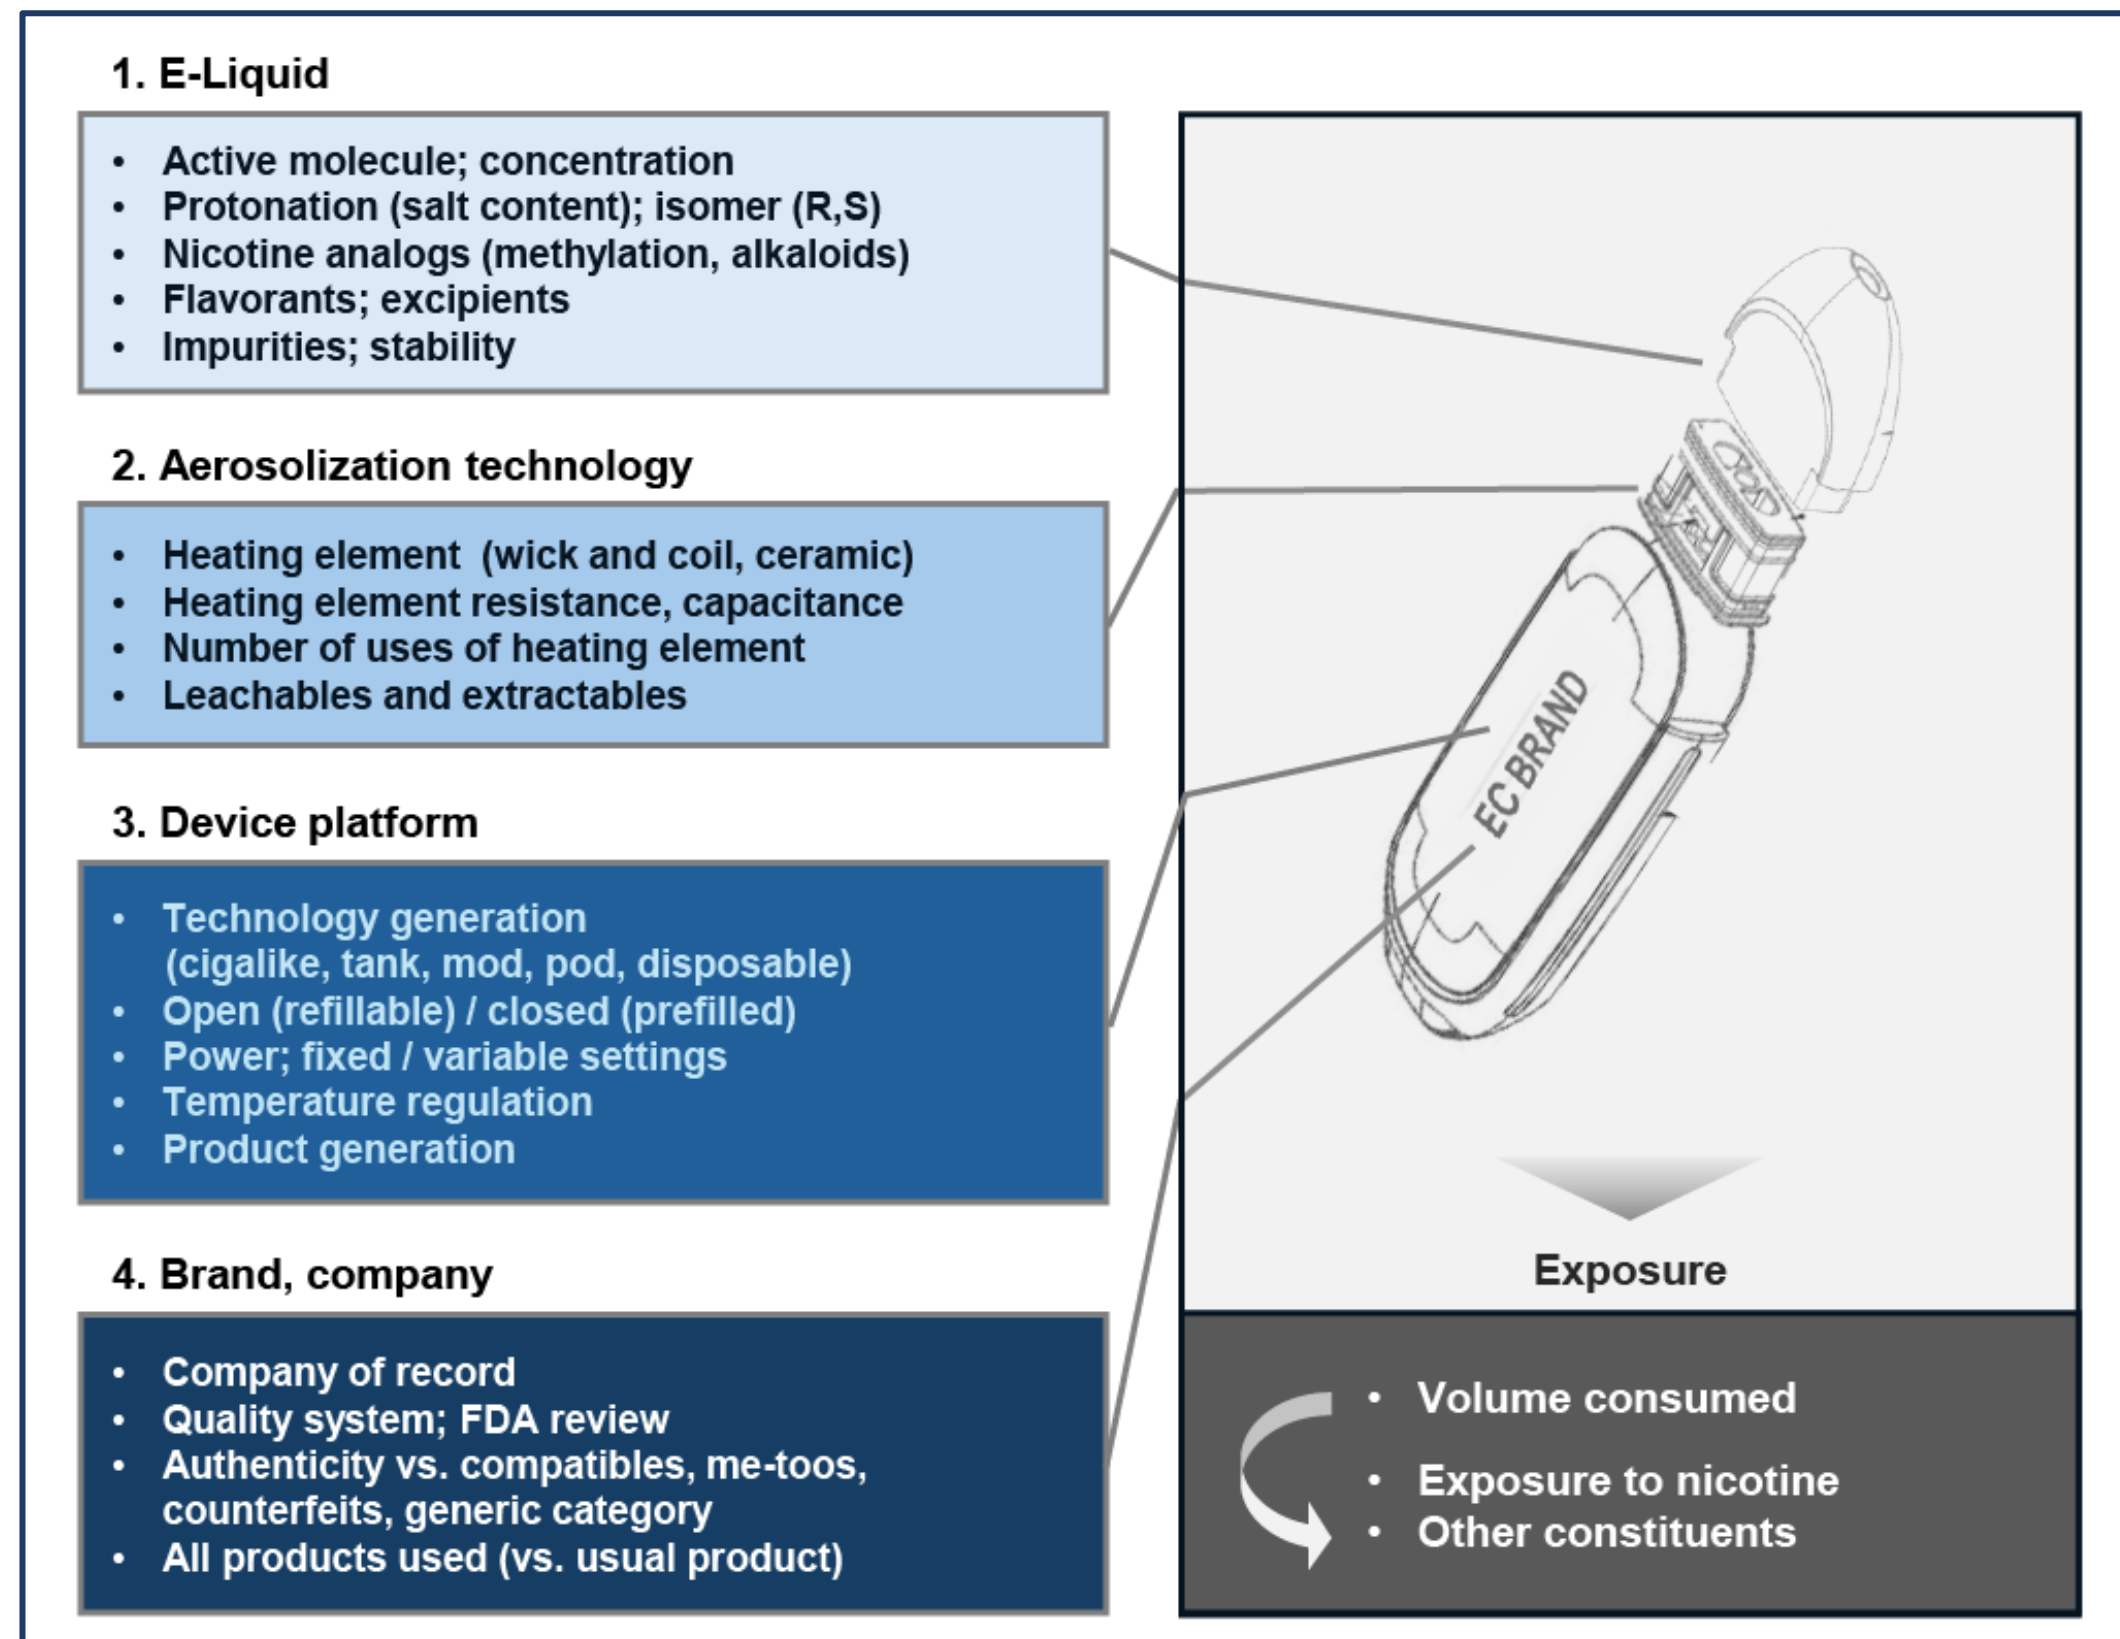 1. E-Liquid
• Active molecule; concentration
• Protonation (salt content); isomer (R,S)
• Nicotine analogs (methylation, alkaloids)
• Flavorants; excipients
• Impurities; stability
2. Aerosolization technology
• Heating element  (wick and coil, ceramic)
• Heating element resistance, capacitance
• Number of uses of heating element
• Leachables and extractables
3. Device platform
• Technology generation
(cigalike, tank, mod, pod, disposable)
• Open (refillable) / closed (prefilled)
• Power; fixed / variable settings
• Temperature regulation
• Product generation
4. Brand, company
• Company of record
• Quality system; FDA review
• Authenticity vs. compatibles, me-toos,
counterfeits, generic category
• All products used (vs. usual product)
EC BRAND
Exposure
• Volume consumed
• Exposure to nicotine
• Other constituents